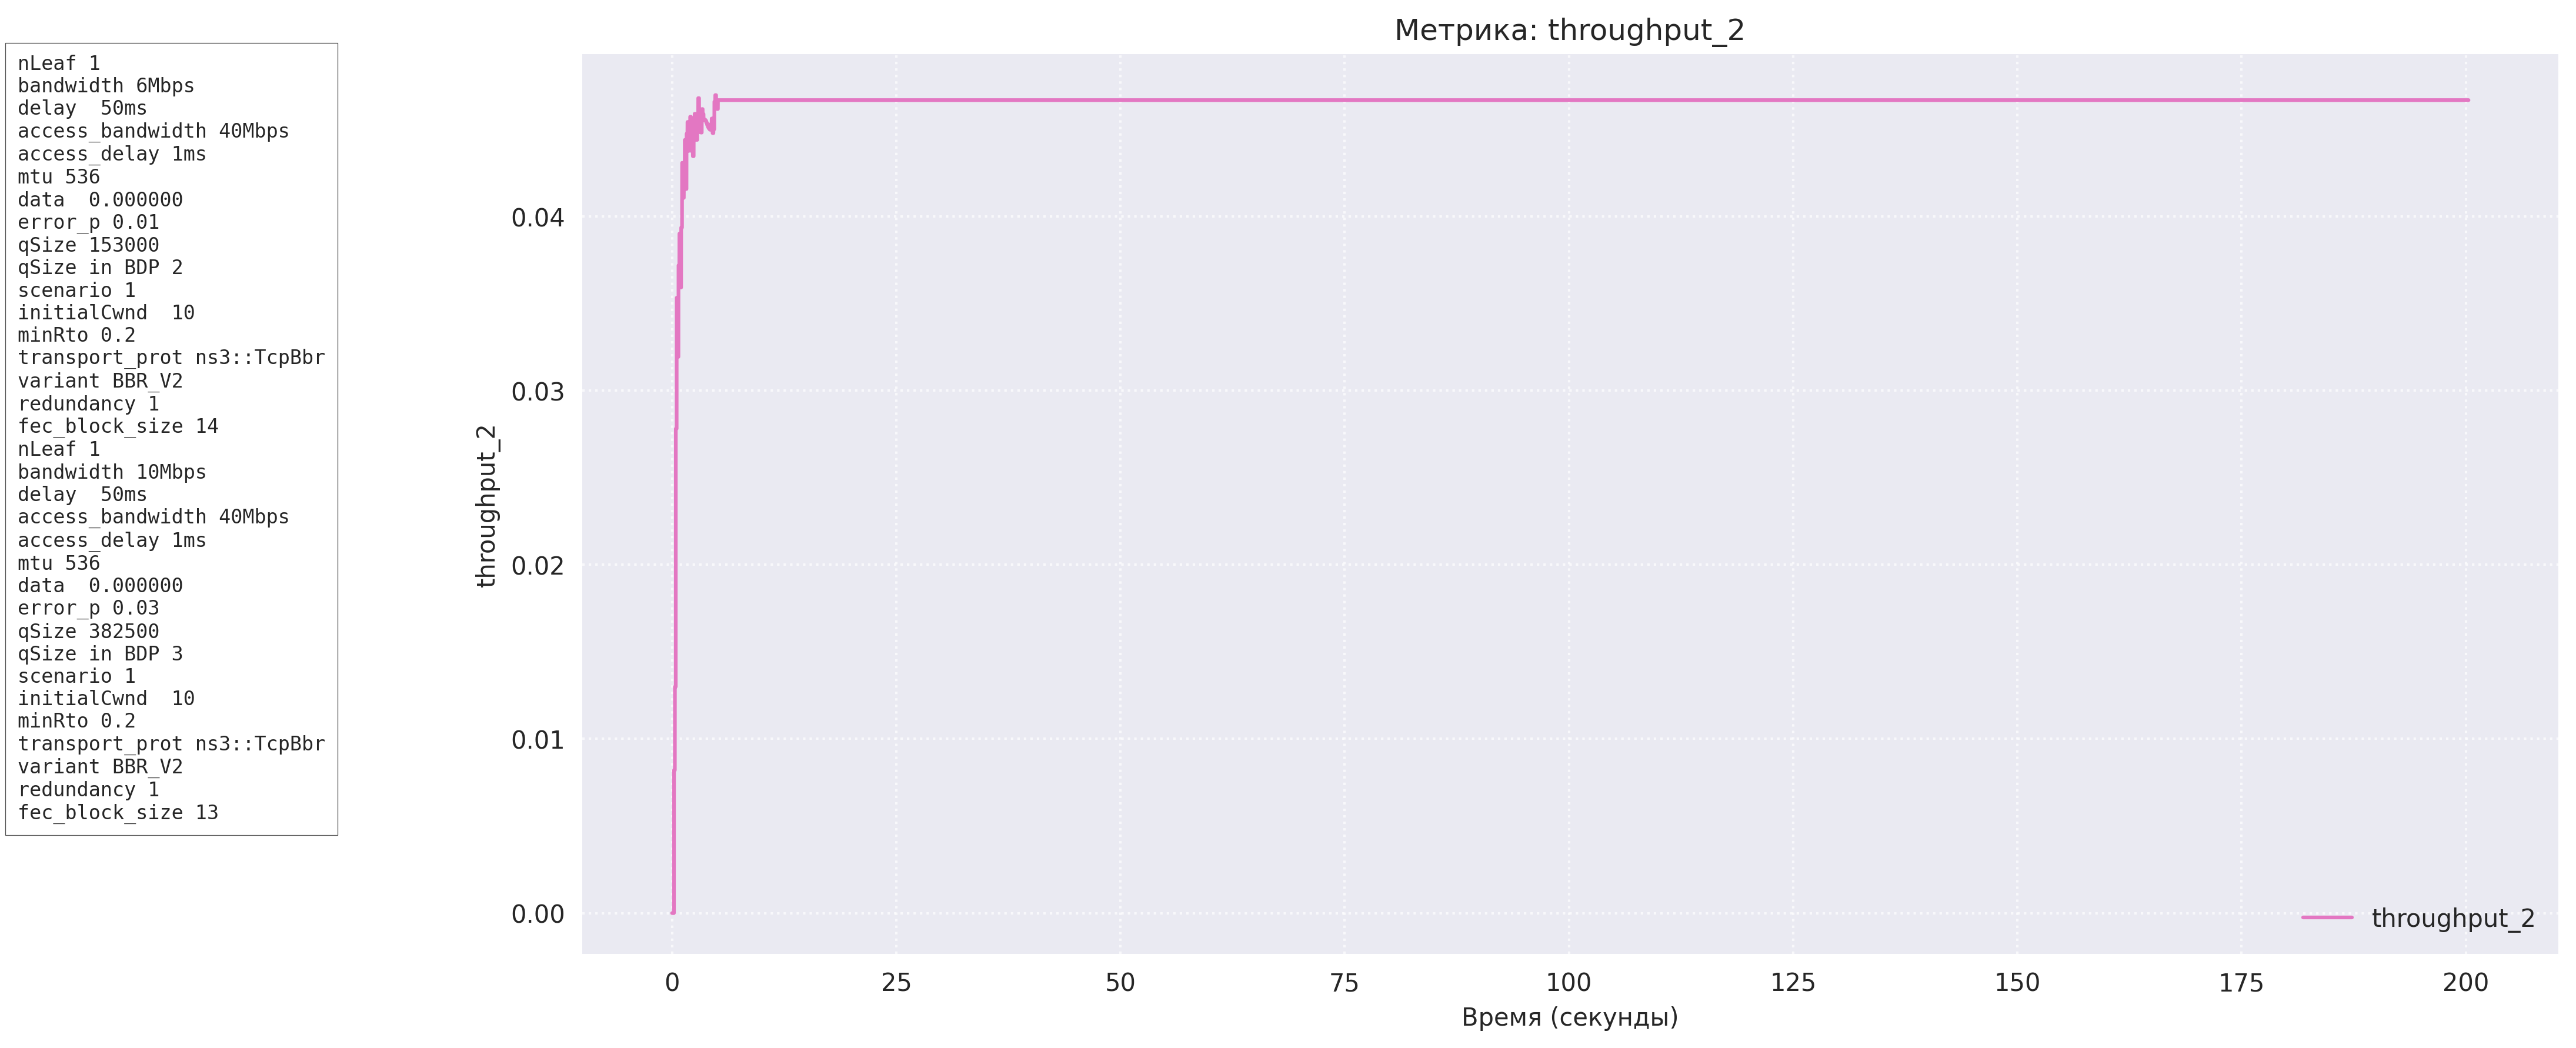 nLeaf 1
bandwidth 6Mbps
delay  50ms
access_bandwidth 40Mbps
access_delay 1ms
mtu 536
data  0.000000
error_p 0.01
qSize 153000
qSize in BDP 2
scenario 1
initialCwnd  10
minRto 0.2
transport_prot ns3::TcpBbr
variant BBR_V2
redundancy 1
fec_block_size 14
nLeaf 1
bandwidth 10Mbps
delay  50ms
access_bandwidth 40Mbps
access_delay 1ms
mtu 536
data  0.000000
error_p 0.03
qSize 382500
qSize in BDP 3
scenario 1
initialCwnd  10
minRto 0.2
transport_prot ns3::TcpBbr
variant BBR_V2
redundancy 1
fec_block_size 13
Метрика: throughput_2
throughput_2
0.04
0.03
0.02
0.01
0.00
throughput_2
0 25 50 75 100 125 150 175 200
Время (секунды)